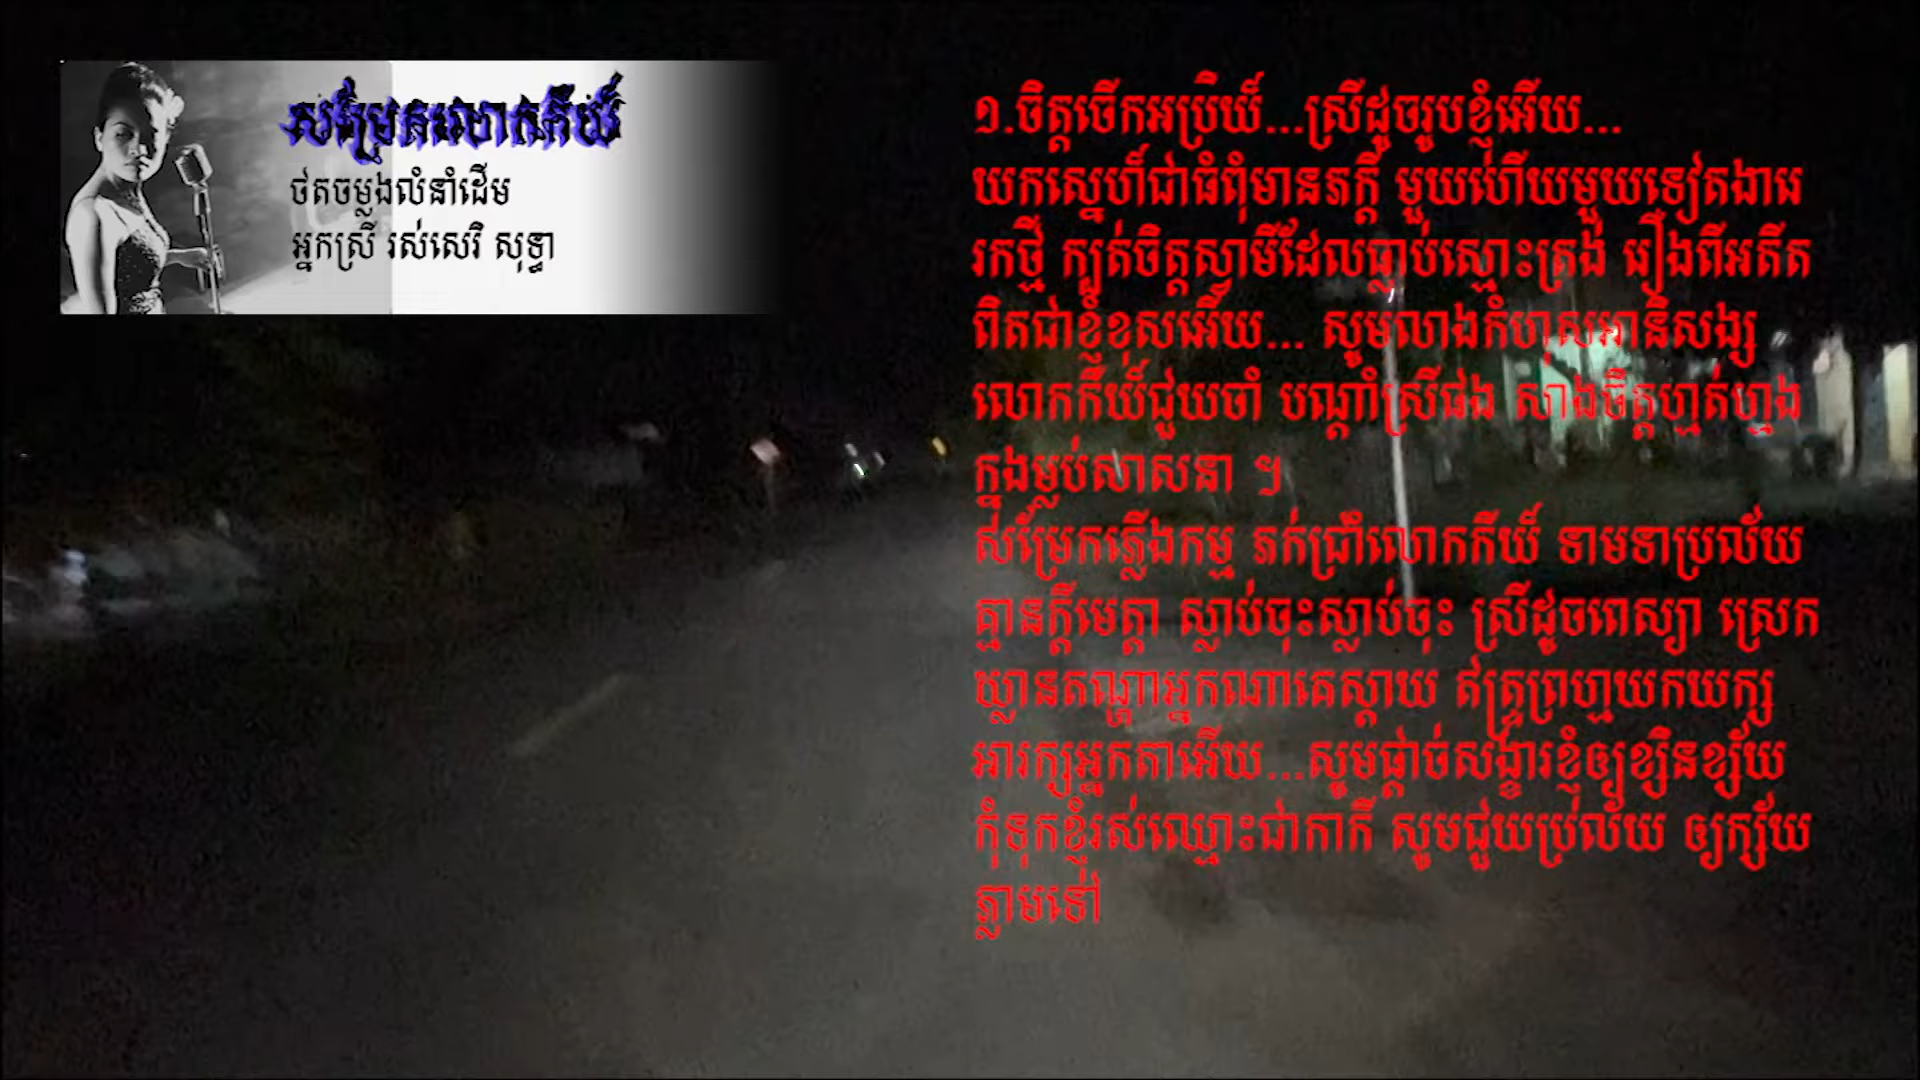 សម្រែកលោកកីយ៍
ថតចម្លងលំនាំដើម
អ្នកស្រី រស់សេរី សុទ្ធា
១.ចិត្តចើកអប្រិយ៍...ស្រីដូចរូបខ្ញុំអើយ...
យកស្នេហ៍ជាធំពុំមានភក្តី មួយហើយមួយទៀតងារេ
រកថ្មី ក្បត់ចិត្តស្វាមីដែលធ្លាប់ស្មោះត្រង់ រឿងពីអតីត
ពិតជាខ្ញុំខុសអើយ... សូមលាងកំហុសអានិសង្ស
លោកកីយ៍ជួយចាំ បណ្តាំស្រីផង សាងចិត្តហ្មត់ហ្មង
ក្នុងម្លប់សាសនា ។
សម្រែកភ្លើងកម្ម ភក់ជ្រាំលោកកីយ៍ ទាមទាប្រល័យ
គ្មានក្តីមេត្តា ស្លាប់ចុះស្លាប់ចុះ ស្រីដូចពេស្យា ស្រេក
ឃ្លានតណ្ហាអ្នកណាគេស្តាយ ឥន្ទ្រព្រហ្មយកយក្ស
អារក្សអ្នកតាអើយ...សូមផ្តាច់សង្ខារខ្ញុំឲ្យខ្សិនខ្ស័យ
កុំទុកខ្ញុំរស់ឈ្មោះជាកាកី សូមជួយប្រល័យ ឲ្យក្ស័យ
ភ្លាមទៅ